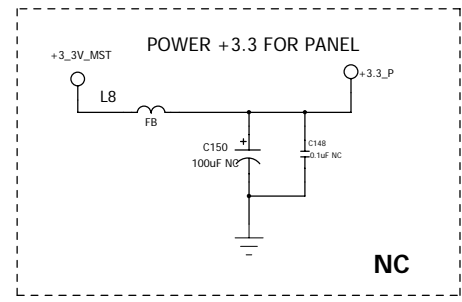 POWER +3.3 FOR PANEL
+3_3V_MST
+3.3_P
L8
FB
+
C150
100uF NC
C148
0.1uF NC
NC